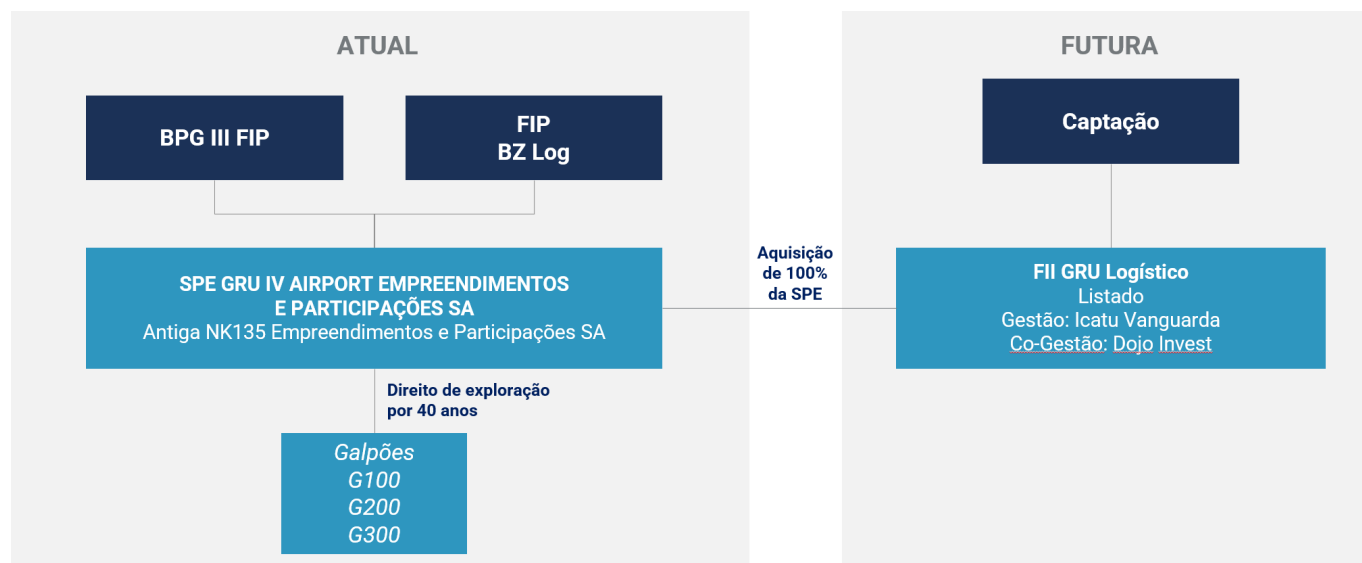 ATUAL
BPG III FIP
FIP
BZ Log
SPE GRU IV AIRPORT EMPREENDIMENTOS
E PARTICIPAÇÕES SA
Antiga NK135 Empreendimentos e Participações SA
Direito de exploração
por 40 anos
Galpões
G100
G200
G300
Aquisição
de 100%
da SPE
FUTURA
Captação
FII GRU Logístico
Listado
Gestão: Icatu Vanguarda
Co-Gestão: Dojo Invest